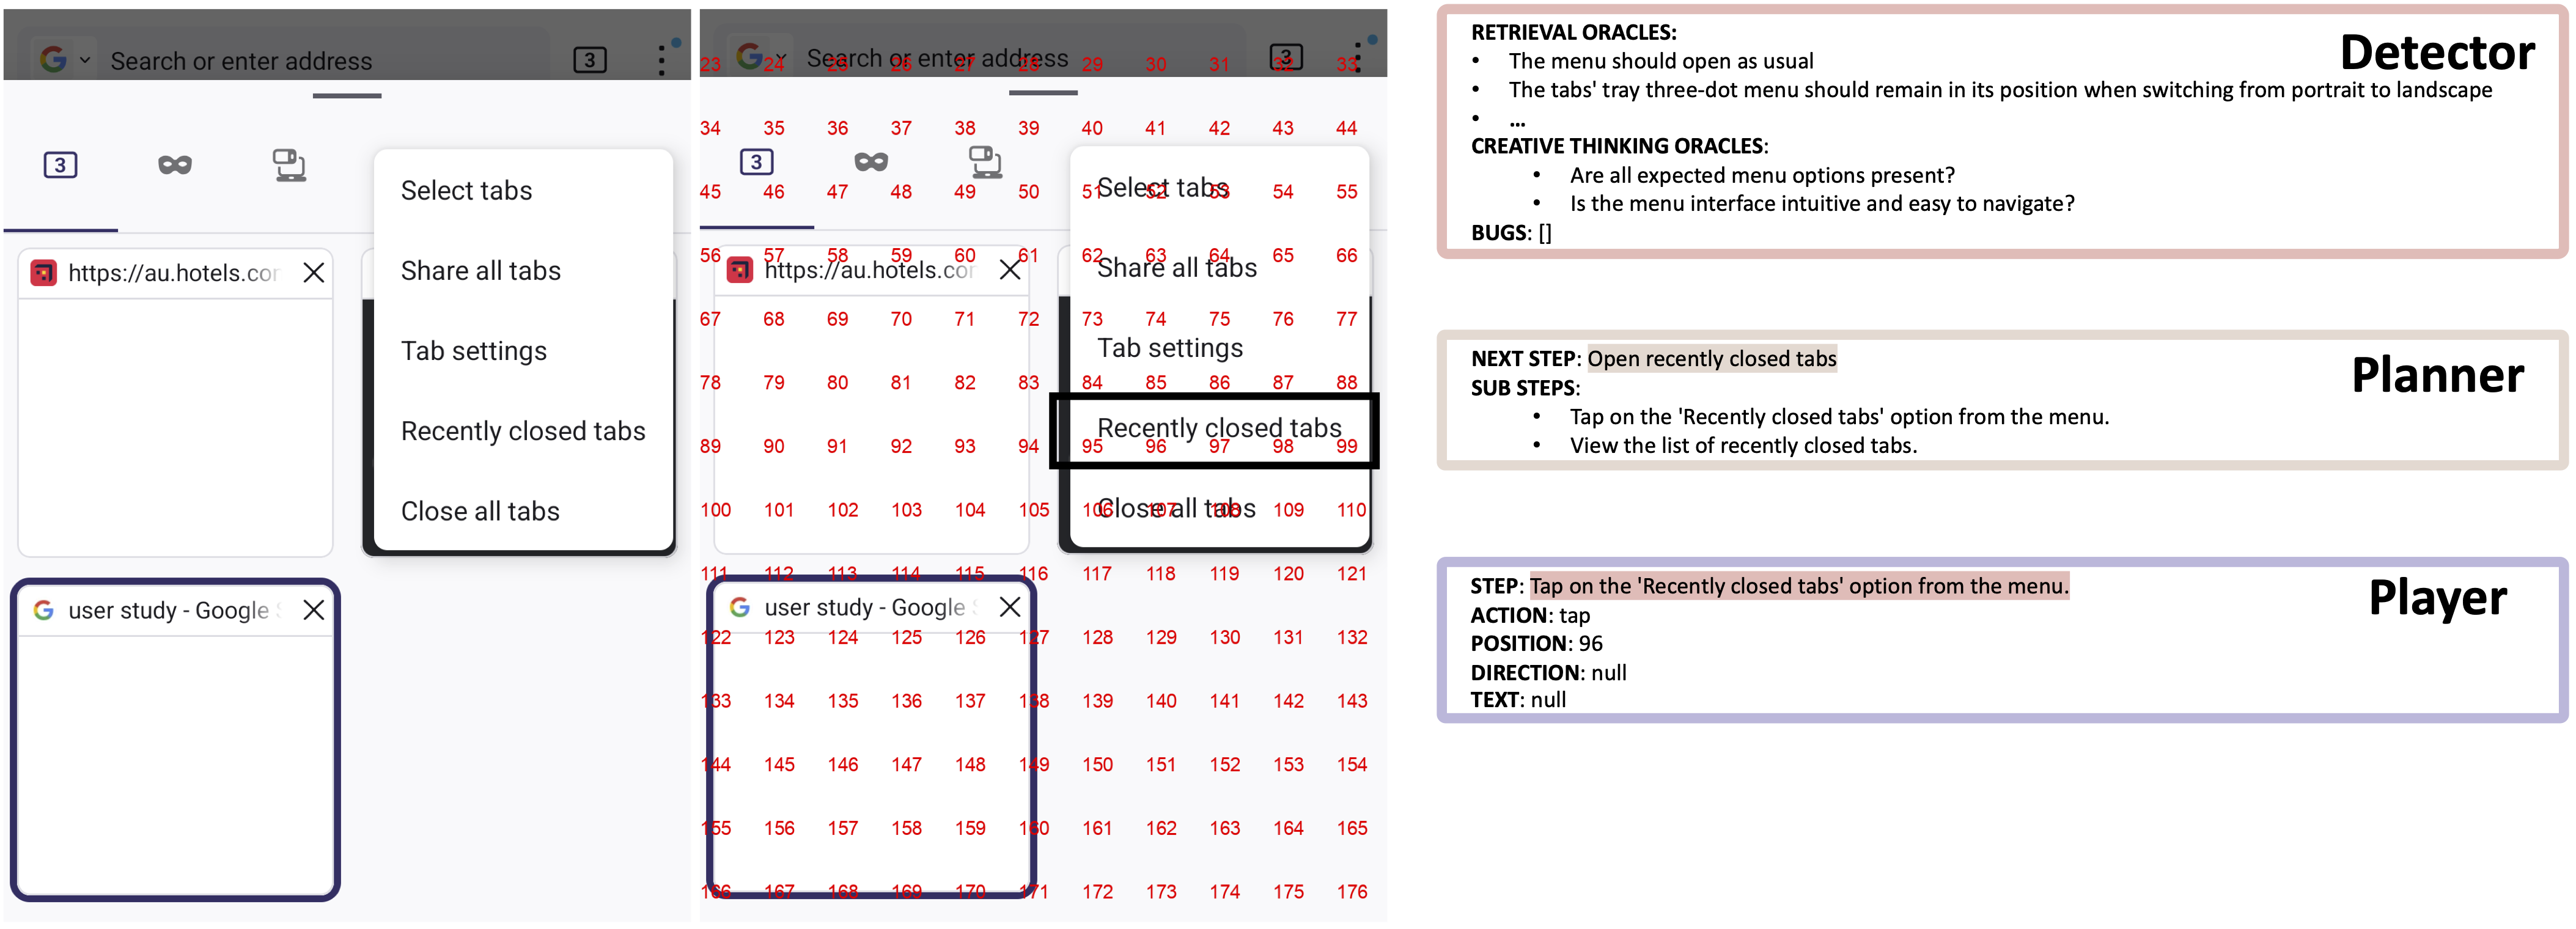 Search or enter address
3
3
Select tabs
Share all tabs
Tab settings
Recently closed tabs
Close all tabs
https://au.hotels.cor
user study - Google S
Search or enter address
3
23 24 25 26 27 28 29 30 31 32 33
34 35 36 37 38 39 40 41 42 43 44
3
45 46 47 48 49 50 51 52 53 54 55
Select tabs
56 57 58 59 60 61 62 63 64 65 66
https://au.hotels.cor
Share all tabs
67 68 69 70 71 72 73 74 75 76 77
Tab settings
78 79 80 81 82 83 84 85 86 87 88
Recently closed tabs
89 90 91 92 93 94 95 96 97 98 99
100 101 102 103 104 105 106 107 108 109 110
Close all tabs
111 112 113 114 115 116 117 118 119 120 121
user study - Google S
122 123 124 125 126 127 128 129 130 131 132
133 134 135 136 137 138 139 140 141 142 143
144 145 146 147 148 149 150 151 152 153 154
155 156 157 158 159 160 161 162 163 164 165
166 167 168 169 170 171 172 173 174 175 176
Detector
RETRIEVAL ORACLES:
• The menu should open as usual
• The tabs' tray three-dot menu should remain in its position when switching from portrait to landscape
• ...
CREATIVE THINKING ORACLES:
• Are all expected menu options present?
• Is the menu interface intuitive and easy to navigate?
BUGS: []
Planner
NEXT STEP: Open recently closed tabs
SUB STEPS:
• Tap on the 'Recently closed tabs' option from the menu.
• View the list of recently closed tabs.
Player
STEP: Tap on the 'Recently closed tabs' option from the menu.
ACTION: tap
POSITION: 96
DIRECTION: null
TEXT: null